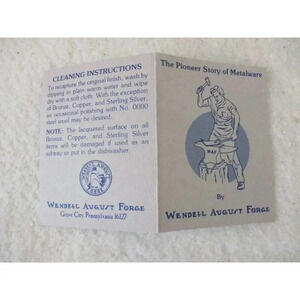 CLEANING INSTRUCTIONS
To recapture the original finish, wash by
dipping in plain warm water and wipe
dry with a soft cloth. With the exception
of Bronze, Copper, and Sterling Silver,
an occasional polishing with No. 0000
steel wool may be desired.
NOTE: The lacquered surface on all
Bronze, Copper, and Sterling Silver
items will be damaged if used as an
ashtray or put in the dishwasher.
WENDELL AUGUST
FORGE
WENDELL AUGUST FORGE
Grove City, Pennsylvania 16127
The Pioneer Story of Metalware
WAF
By
WENDELL AUGUST FORGE